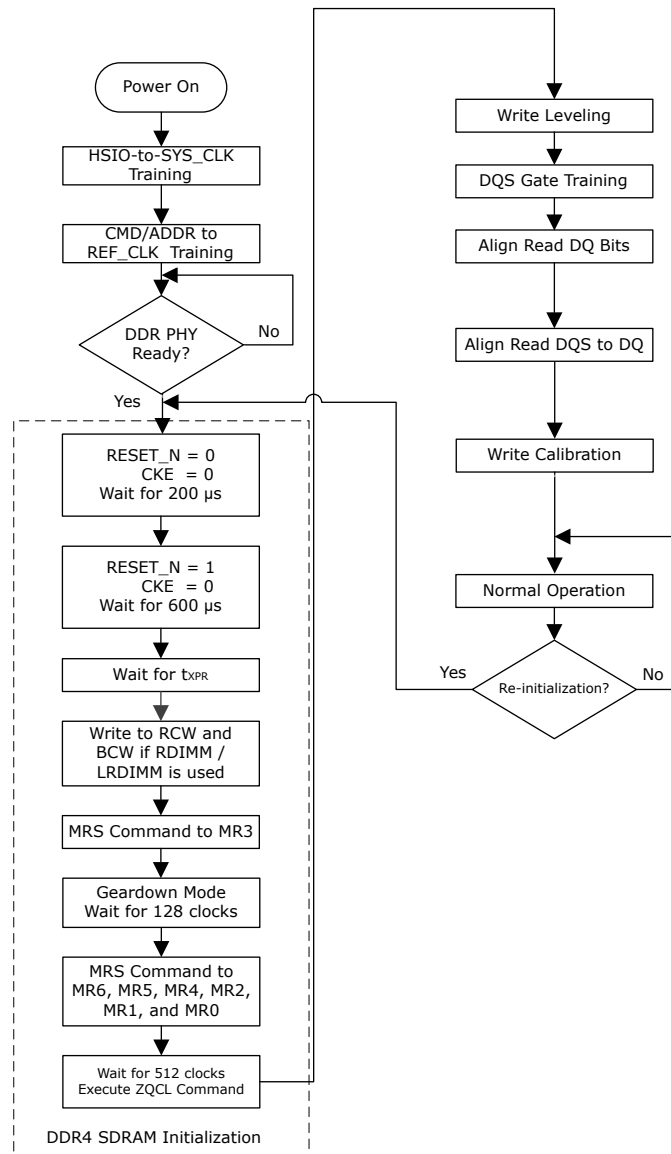 Power On
HSIO-to-SYS_CLK
Training
CMD/ADDR to
REF_CLK Training
DDR PHY
Ready?
No
Yes
RESET_N = 0
CKE = 0
Wait for 200 µs
RESET_N = 1
CKE = 0
Wait for 600 µs
Wait for tXPR
Write to RCW and
BCW if RDIMM /
LRDIMM is used
MRS Command to MR3
Geardown Mode
Wait for 128 clocks
MRS Command to
MR6, MR5, MR4, MR2,
MR1, and MR0
Wait for 512 clocks
Execute ZQCL Command
DDR4 SDRAM Initialization
Write Leveling
DQS Gate Training
Align Read DQ Bits
Align Read DQS to DQ
Write Calibration
Normal Operation
Re-initialization?
Yes
No